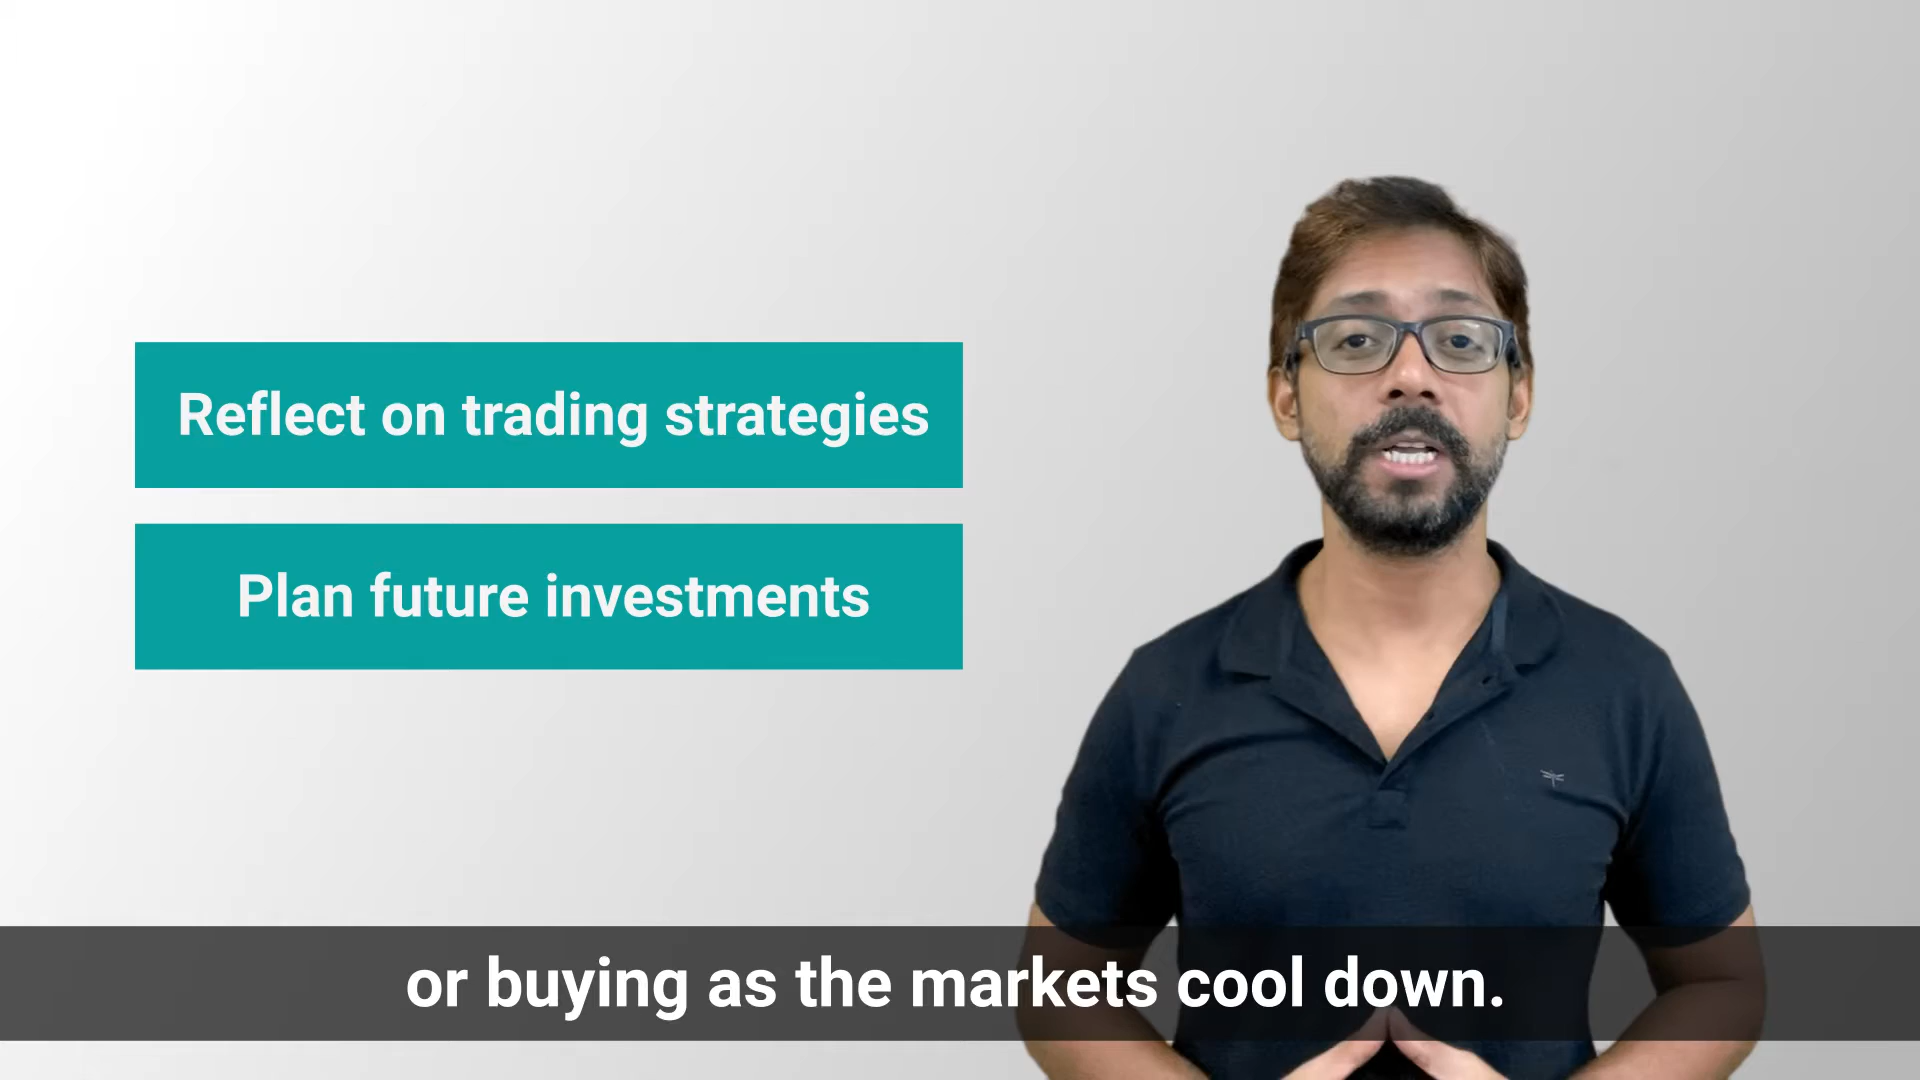 Reflect on trading strategies
Plan future investments
or buying as the markets cool down.